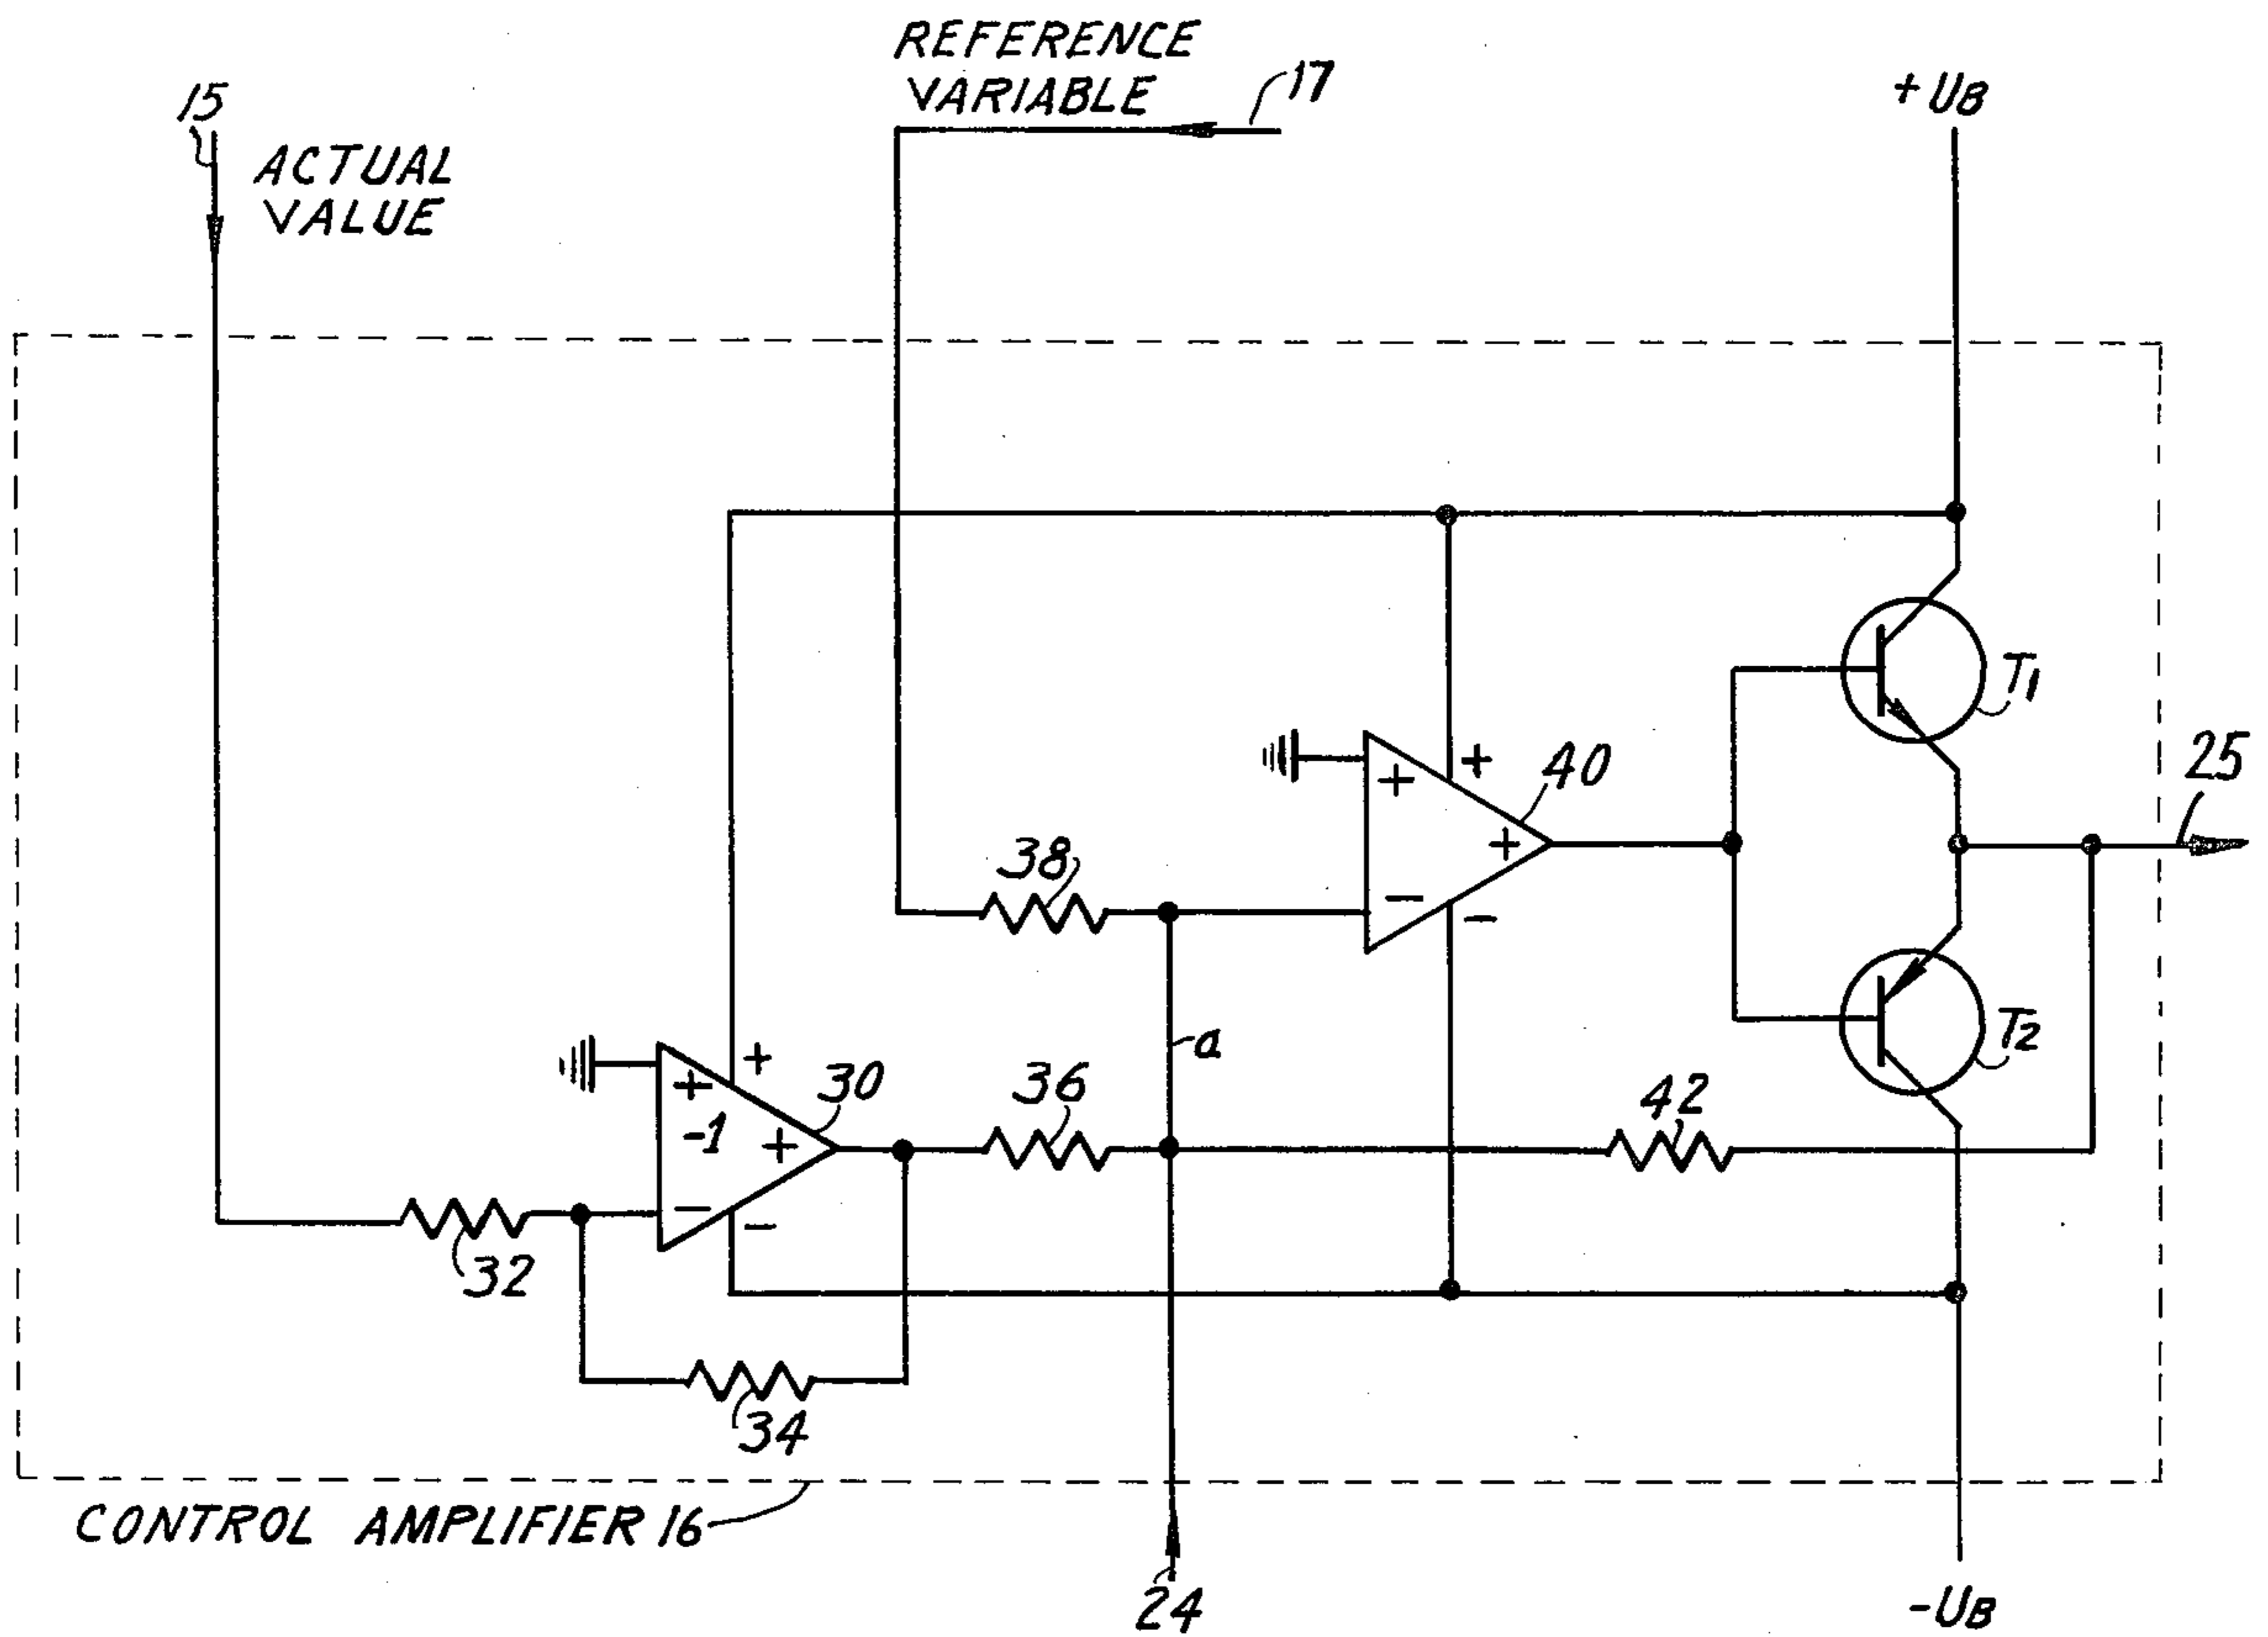 REFERENCE
VARIABLE
17
+UB
15
ACTUAL
VALUE
T1
+
+
40
25
38
+
-
-
a
T2
+
+
30
36
42
-1
+
-
-
32
34
CONTROL AMPLIFIER 16
24
-UB